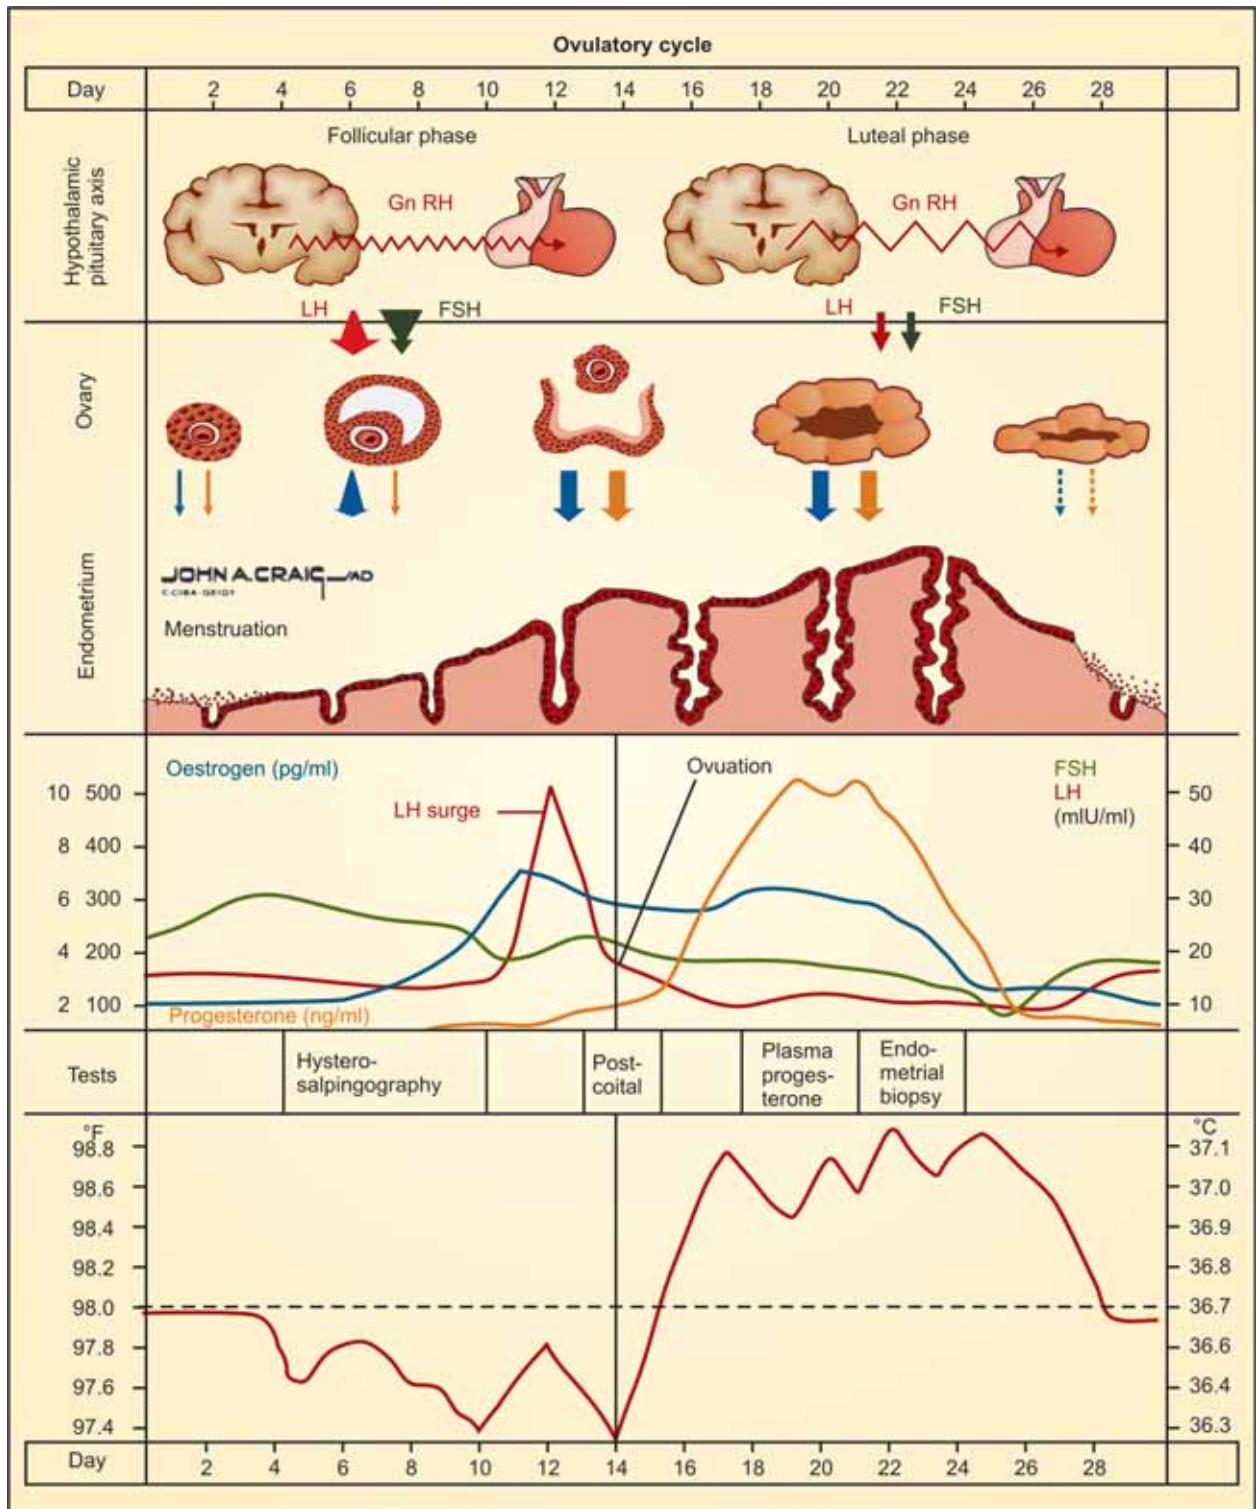 Ovulatory cycle
Day 2 4 6 8 10 12 14 16 18 20 22 24 26 28
Hypothalamic
pituitary axis
Follicular phase
Luteal phase
Gn RH
Gn RH
LH
FSH
LH
FSH
Ovary
Endometrium
JOHN A. CRAIG MD
© CIBA-GEIGY
Menstruation
Oestrogen (pg/ml)
Ovuation
FSH
LH
(mIU/ml)
LH surge
10 500
8 400
6 300
4 200
2 100
50
40
30
20
10
Progesterone (ng/ml)
Tests
Hystero-
salpingography
Post-
coital
Plasma
proges-
terone
Endo-
metrial
biopsy
°F
98.8
98.6
98.4
98.2
98.0
97.8
97.6
97.4
°C
37.1
37.0
36.9
36.8
36.7
36.6
36.4
36.3
Day 2 4 6 8 10 12 14 16 18 20 22 24 26 28